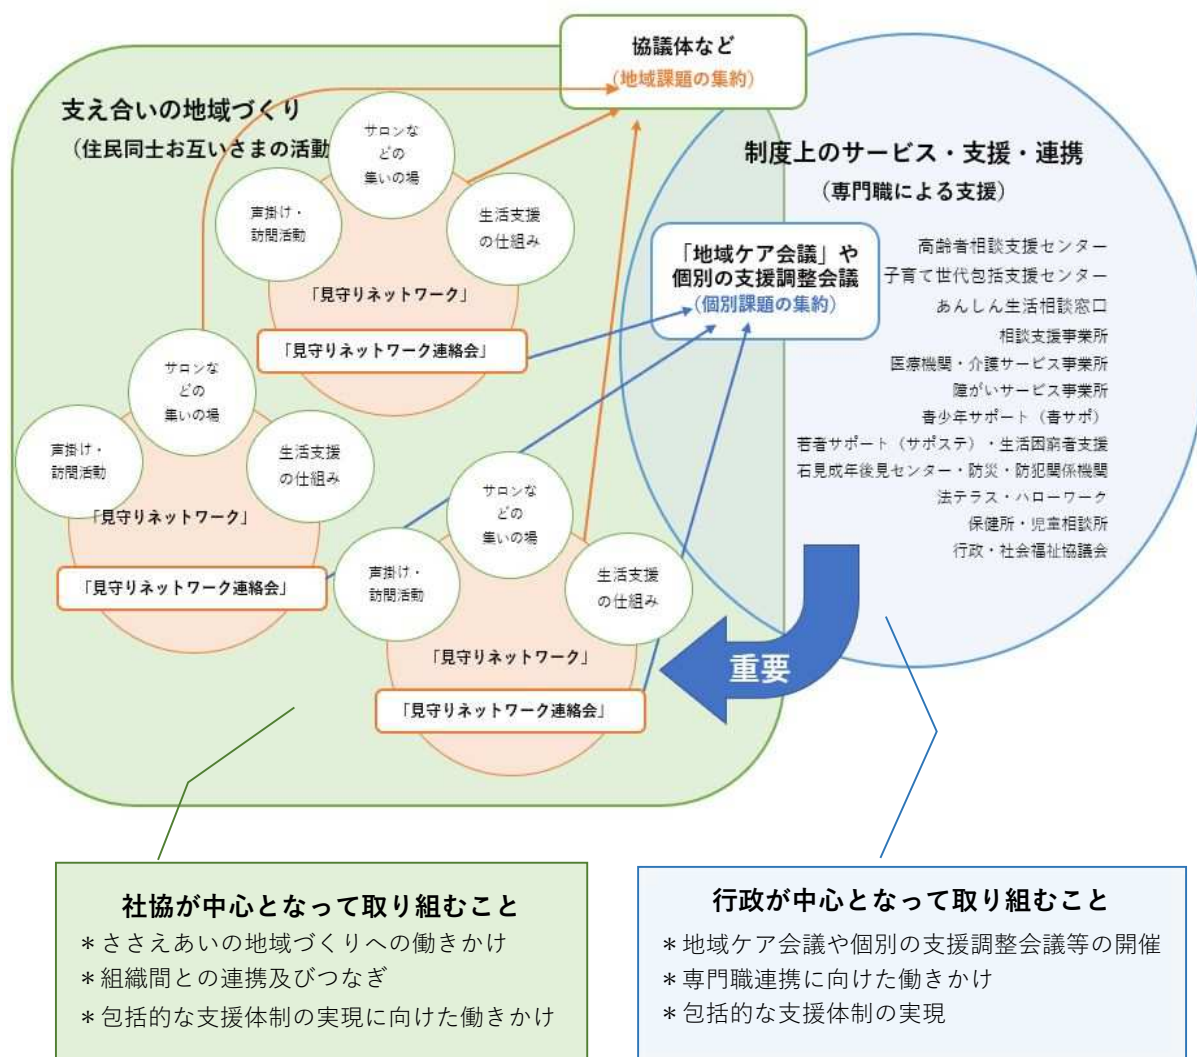 協議体など
(地域課題の集約)
支え合いの地域づくり
(住民同士お互いさまの活動
サロンな
どの
集いの場
声掛け・
訪問活動
生活支援
の仕組み
「見守りネットワーク」
「見守りネットワーク連絡会」
サロンな
どの
集いの場
声掛け・
訪問活動
生活支援
の仕組み
「見守りネットワーク」
「見守りネットワーク連絡会」
サロンな
どの
集いの場
声掛け・
訪問活動
生活支援
の仕組み
「見守りネットワーク」
「見守りネットワーク連絡会」
「地域ケア会議」や
個別の支援調整会議
(個別課題の集約)
制度上のサービス・支援・連携
(専門職による支援)
高齢者相談支援センター
子育て世代包括支援センター
あんしん生活相談窓口
相談支援事業所
医療機関・介護サービス事業所
障がいサービス事業所
青少年サポート(青サポ)
若者サポート(サポステ)・生活困窮者支援
石見成年後見センター・防災・防犯関係機関
法テラス・ハローワーク
保健所・児童相談所
行政・社会福祉協議会
重要
社協が中心となって取り組むこと
*ささえあいの地域づくりへの働きかけ
*組織間との連携及びつなぎ
*包括的な支援体制の実現に向けた働きかけ
行政が中心となって取り組むこと
*地域ケア会議や個別の支援調整会議等の開催
*専門職連携に向けた働きかけ
*包括的な支援体制の実現